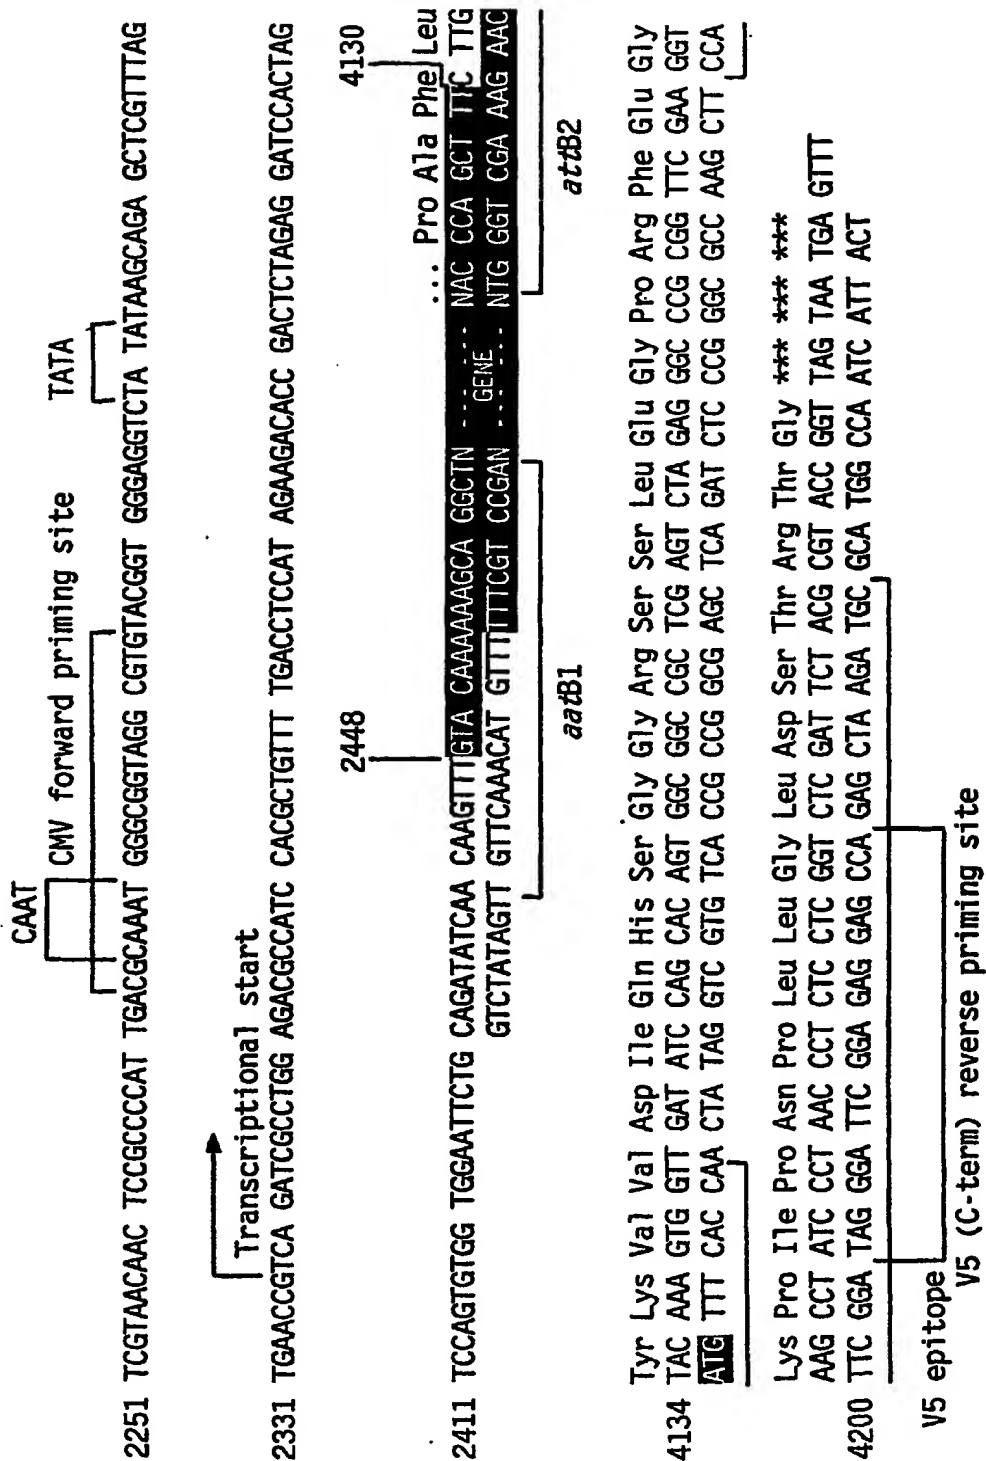 CAAT
CMV forward priming site
TATA
2251 TCGTAACAAC TCCGCCCCAT TGACGCAAAT GGGCGGTAGG CGTGTACGGT GGGAGGTCTA TATAAGCAGA GCTCGTTTAG
Transcriptional start
2331 TGAACCGTCA GATCGCCTGG AGACGCCATC CACGCTGTTT TGACCTCCAT AGAAGACACC GACTCTAGAG GATCCACTAG
2448
4130
... Pro Ala Phe Leu
2411 TCCAGTGTGG TGGAATTCTG CAGATATCAA CAAGTTTGTA CAAAAAAGCA GGCTN --- --- NAC CCA GCT TTC TTG
GENE
GTCTATAGTT GTTCAAACAT GTTTTTTCGT CCGAN --- --- NTG GGT CGA AAG AAC
aatB1
attB2
Tyr Lys Val Val Asp Ile Gln His Ser Gly Gly Arg Ser Ser Leu Glu Gly Pro Arg Phe Glu Gly
4134 TAC AAA GTG GTT GAT ATC CAG CAC AGT GGC GGC CGC TCG AGT CTA GAG GGC CCG CGG TTC GAA GGT
ATG TTT CAC CAA CTA TAG GTC GTG TCA CCG CCG GCG AGC TCA GAT CTC CCG GGC GCC AAG CTT CCA
Lys Pro Ile Pro Asn Pro Leu Leu Gly Leu Asp Ser Thr Arg Thr Gly *** *** ***
AAG CCT ATC CCT AAC CCT CTC CTC GGT CTC GAT TCT ACG CGT ACC GGT TAG TAA TGA GTTT
4200 TTC GGA TAG GGA TTC GGA GAG GAG CCA GAG CTA AGA TGC GCA TGG CCA ATC ATT ACT
V5 epitope
V5 (C-term) reverse priming site